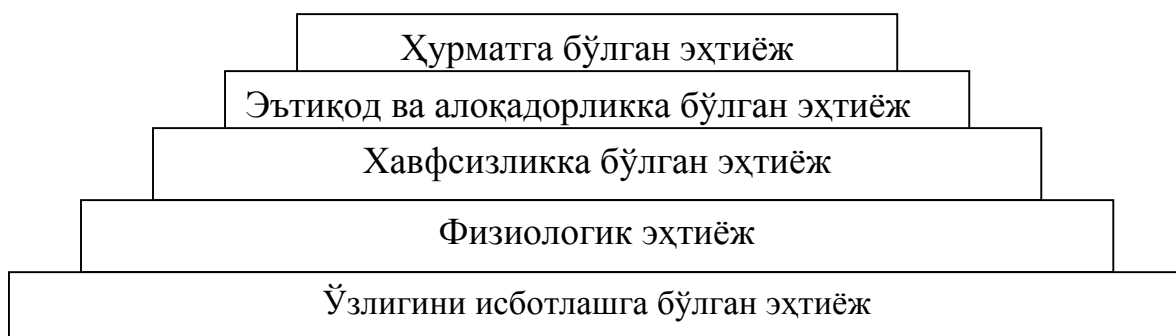 Ҳурматга бўлган эҳтиёж
Эътиқод ва алоқадорликка бўлган эҳтиёж
Хавфсизликка бўлган эҳтиёж
Физиологик эҳтиёж
Ўзлигини исботлашга бўлган эҳтиёж